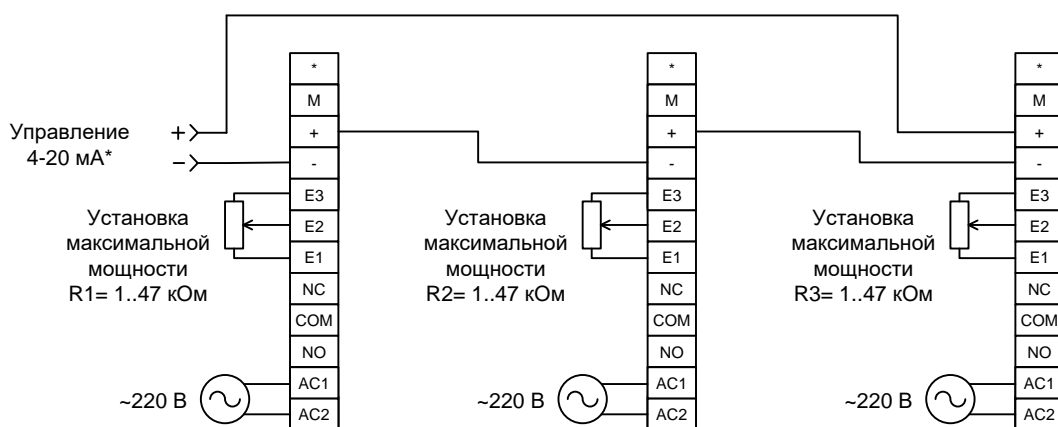 Управление
4-20 мА*
+
−
*
M
+
-
E3
E2
E1
NC
COM
NO
AC1
AC2
Установка
максимальной
мощности
R1= 1..47 кОм
~220 В
*
M
+
-
E3
E2
E1
NC
COM
NO
AC1
AC2
Установка
максимальной
мощности
R2= 1..47 кОм
~220 В
*
M
+
-
E3
E2
E1
NC
COM
NO
AC1
AC2
Установка
максимальной
мощности
R3= 1..47 кОм
~220 В